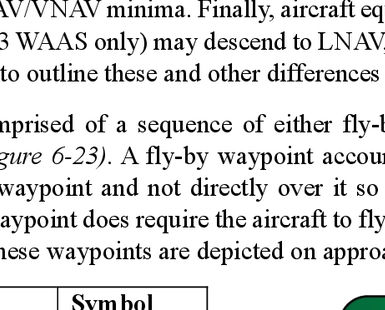 AV/VNAV minima. Finally, aircraft eq
3 WAAS only) may descend to LNAV,
to outline these and other differences
mprised of a sequence of either fly-b
gure 6-23). A fly-by waypoint accoun
waypoint and not directly over it so
aypoint does require the aircraft to fly
hese waypoints are depicted on approa
Symbol